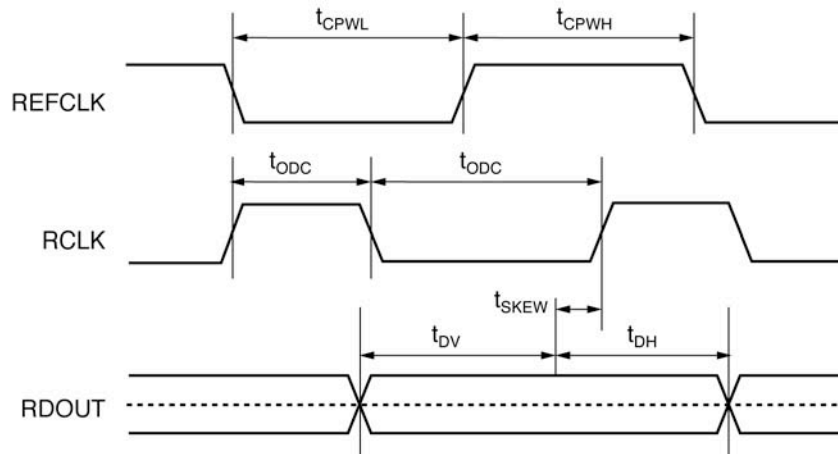 tCPWL tCPWH
REFCLK
tODC tODC
RCLK
tSKEW
tDV tDH
RDOUT